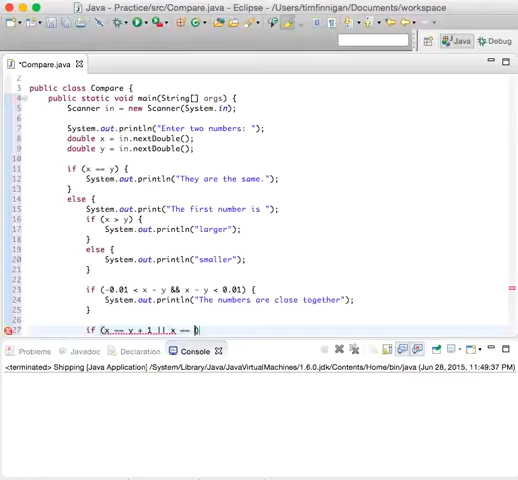 Java - Practice/src/Compare.java - Eclipse - /Users/timfinnigan/Documents/workspace
Java
Debug
*Compare.java
2
3 public class Compare {
4 public static void main(String[] args) {
5 Scanner in = new Scanner(System.in);
6
7 System.out.println("Enter two numbers: ");
8 double x = in.nextDouble();
9 double y = in.nextDouble();
10
11 if (x == y) {
12 System.out.println("They are the same.");
13 }
14 else {
15 System.out.print("The first number is ");
16 if (x > y) {
17 System.out.println("larger");
18 }
19 else {
20 System.out.println("smaller");
21 }
22
23 if (-0.01 < x - y && x - y < 0.01) {
24 System.out.println("The numbers are close together");
25 }
26
27 if (x == y + 1 || x == )
Problems
Javadoc
Declaration
Console
<terminated> Shipping [Java Application] /System/Library/Java/JavaVirtualMachines/1.6.0.jdk/Contents/Home/bin/java (Jun 28, 2015, 11:49:37 PM)